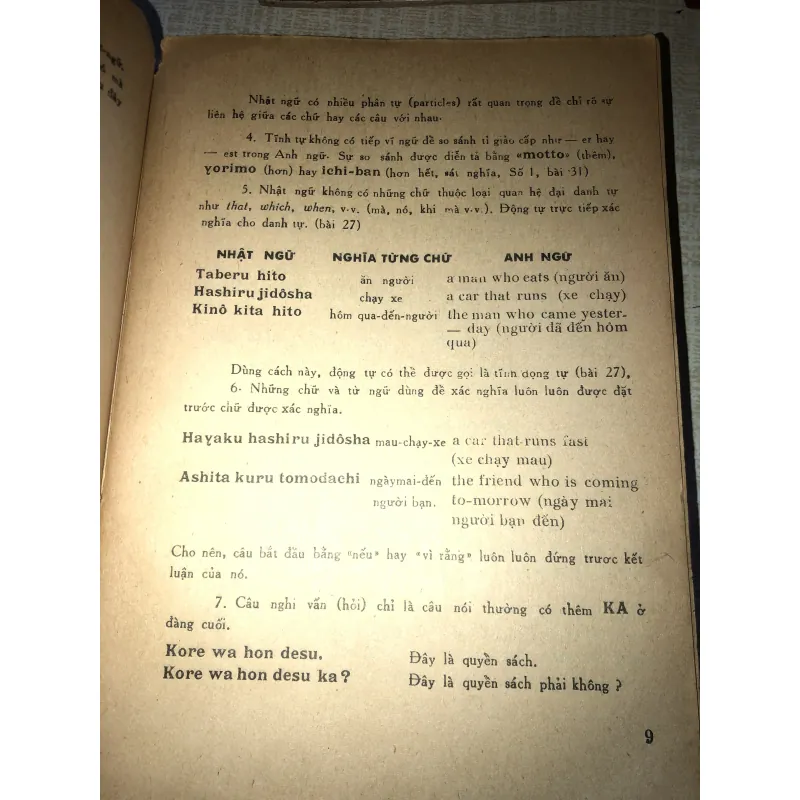 Nhật ngữ có nhiều phân tự (particles) rất quan trọng để chỉ rõ sự
liên hệ giữa các chữ hay các câu với nhau.
4. Tĩnh tự không có tiếp vĩ ngữ để so sánh tỉ giảo cấp như — er hay
— est trong Anh ngữ. Sự so sánh được diễn tả bằng «motto» (thêm),
yorimo (hơn) hay ichi-ban (hơn hết, sát nghĩa, Số 1, bài 31)
5. Nhật ngữ không có những chữ thuộc loại quan hệ đại danh tự
như that, which, when, v.v. (mà, nó, khi mà v.v.). Động tự trực tiếp xác
nghĩa cho danh tự. (bài 27)
NHẬT NGỮ NGHĨA TỪNG CHỮ ANH NGỮ
Taberu hito ăn người a man who eats (người ăn)
Hashiru jidôsha chạy xe a car that runs (xe chạy)
Kinô kita hito hôm qua-đến-người the man who came yester-
— day (người đã đến hôm
qua)
Dùng cách này, động tự có thể được gọi là tĩnh động tự (bài 27),
6. Những chữ và từ ngữ dùng để xác nghĩa luôn luôn được đặt
trước chữ được xác nghĩa.
Hayaku hashiru jidôsha mau-chạy-xe a car that runs fast
(xe chạy mau)
Ashita kuru tomodachi ngàymai-đến the friend who is coming
người bạn. to-morrow (ngày mai
người bạn đến)
Cho nên, câu bắt đầu bằng «nếu» hay «vì rằng» luôn luôn đứng trươc kết
luận của nó.
7. Câu nghi vấn (hỏi) chỉ là câu nói thường có thêm KA ở
đàng cuối.
Kore wa hon desu. Đây là quyển sách.
Kore wa hon desu ka? Đây là quyển sách phải không ?
9